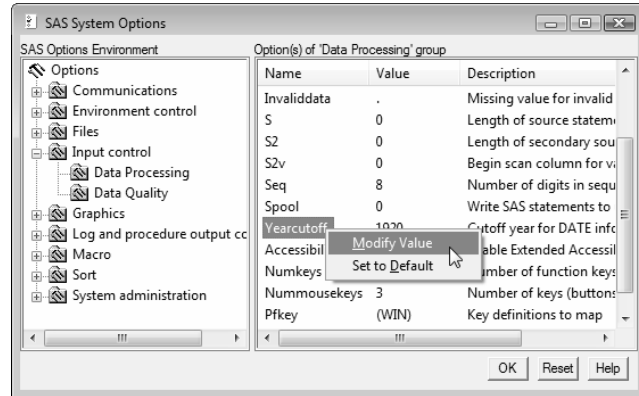 SAS System Options
SAS Options Environment
Option(s) of 'Data Processing' group
Options
Communications
Environment control
Files
Input control
Data Processing
Data Quality
Graphics
Log and procedure output cc
Macro
Sort
System administration
Name Value Description
Invaliddata . Missing value for invalid
S 0 Length of source stateme
S2 0 Length of secondary sou
S2v 0 Begin scan column for va
Seq 8 Number of digits in sequ
Spool 0 Write SAS statements to
Yearcutoff 1920 Cutoff year for DATE info
Accessibil able Extended Accessil
Numkeys umber of function keys
Nummousekeys 3 Number of keys (buttons
Pfkey (WIN) Key definitions to map
Modify Value
Set to Default
OK Reset Help